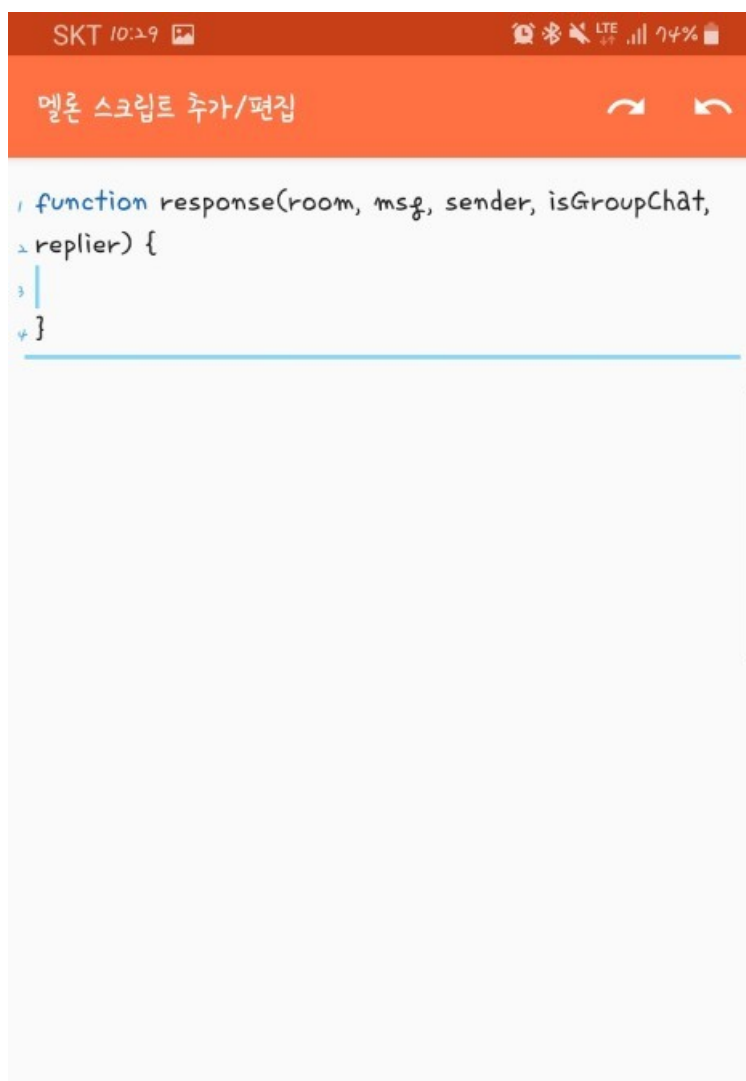 SKT 10:29 LTE 74%
멜론 스크립트 추가/편집
1 function response(room, msg, sender, isGroupChat,
2 replier) {
3
4 }